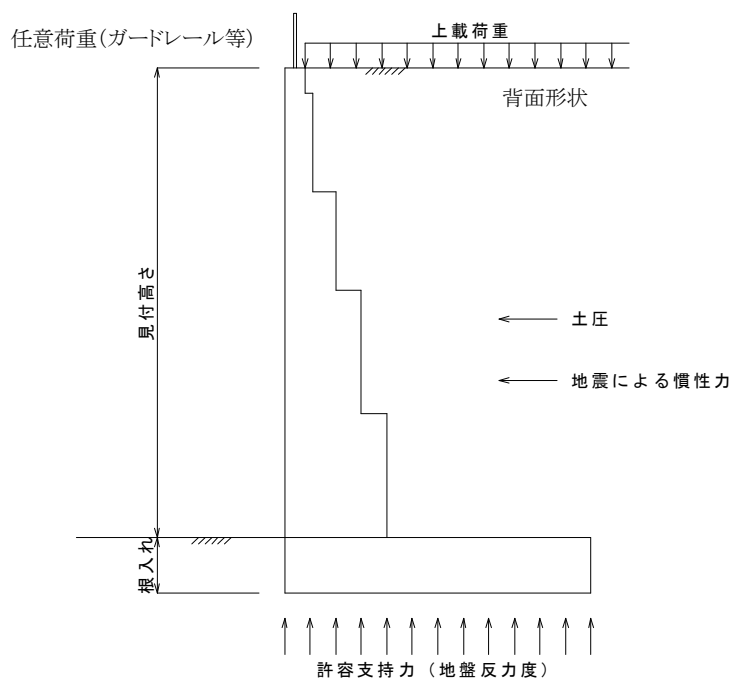 任意荷重(ガードレール等)
上載荷重
背面形状
見付高さ
土圧
地震による慣性力
根入れ
許容支持力(地盤反力度)